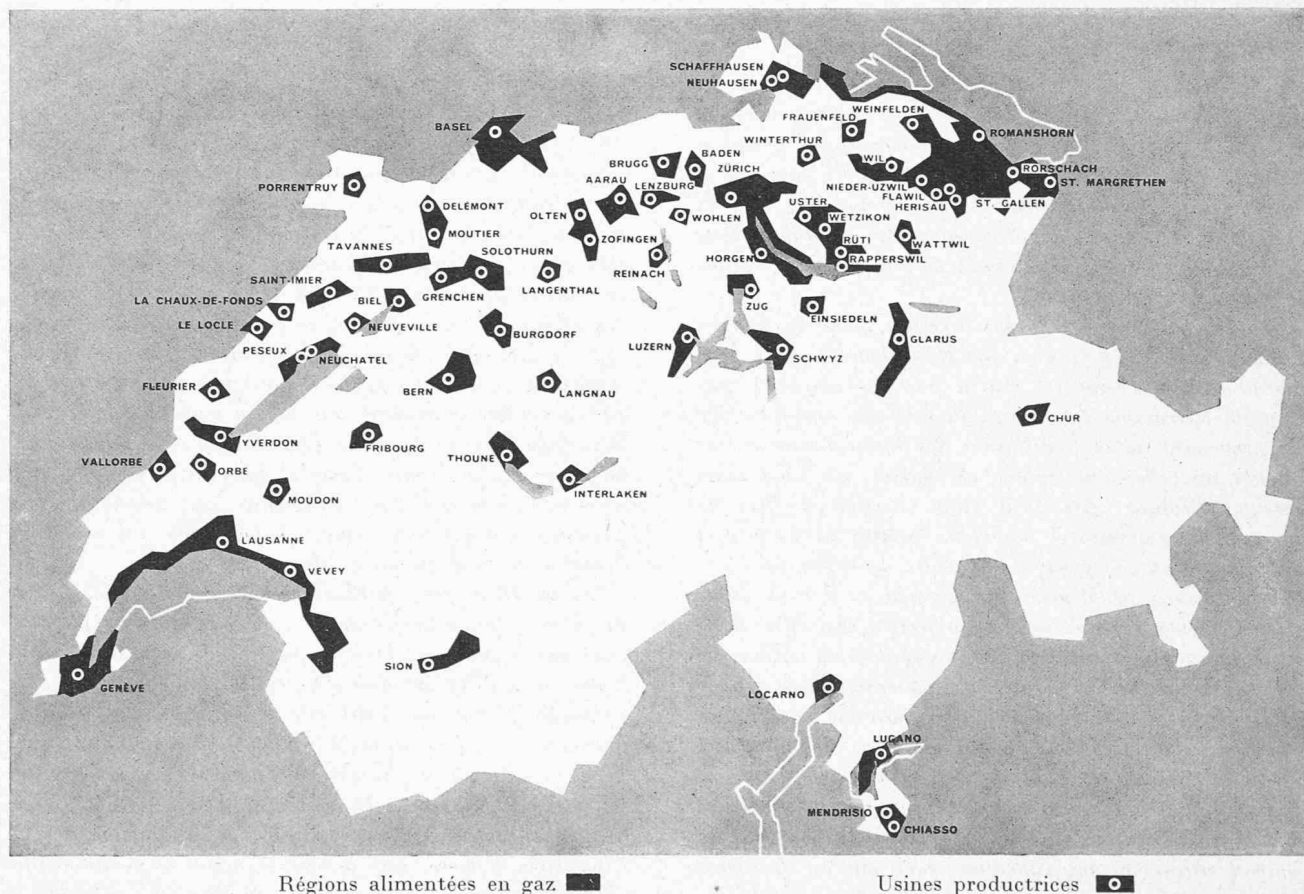 SCHAFFHAUSEN
NEUHAUSEN
WEINFELDEN
FRAUENFELD
BASEL
ROMANSHORN
WINTERTHUR
BADEN
WIL
BRUGG
ZÜRICH
RORSCHACH
AARAU
LENZBURG
ST. MARGRETHEN
PORRENTRUY
NIEDER-UZWIL
FLAWIL
USTER
HERISAU
ST. GALLEN
DELÉMONT
OLTEN
WOHLEN
WETZIKON
MOUTIER
ZOFINGEN
RÜTI
WATTWIL
SOLOTHURN
TAVANNES
HORGEN
RAPPERSWIL
REINACH
SAINT-IMIER
GRENCHEN
LANGENTHAL
LA CHAUX-DE-FONDS
BIEL
ZUG
EINSIEDELN
LE LOCLE
NEUVEVILLE
BURGDORF
LUZERN
GLARUS
PESEUX
NEUCHATEL
SCHWYZ
FLEURIER
BERN
LANGNAU
CHUR
YVERDON
FRIBOURG
THOUNE
VALLORBE
ORBE
INTERLAKEN
MOUDON
LAUSANNE
VEVEY
SION
GENÈVE
LOCARNO
LUGANO
MENDRISIO
CHIASSO
Régions alimentées en gaz
Usines productrices